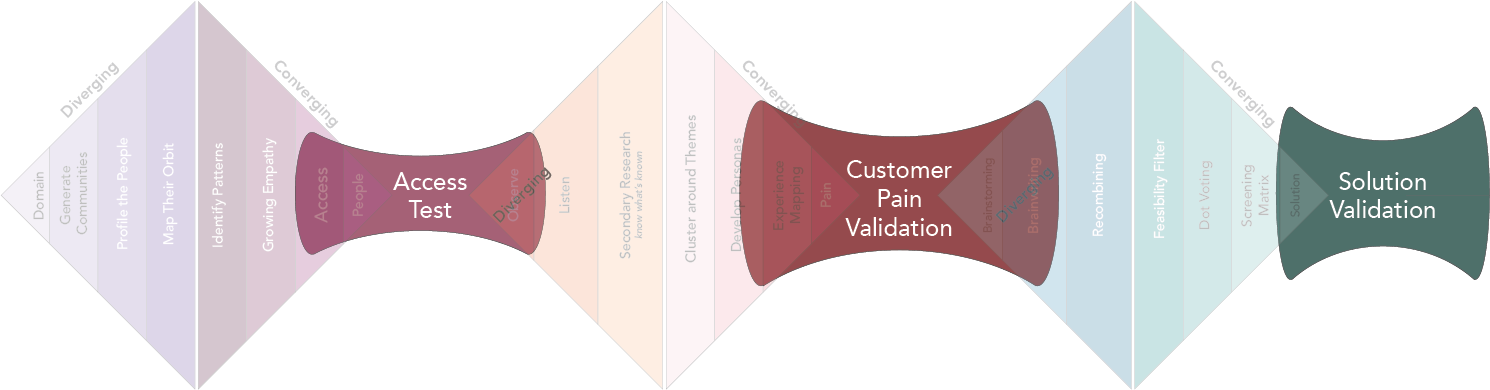 Diverging
Domain
Generate
Communities
Profile the People
Map Their Orbit
Converging
Identify Patterns
Growing Empathy
Access
People
Access
Test
Diverging
Observe
Listen
Secondary Research
know what's known
Converging
Cluster around Themes
Develop Personas
Experience
Mapping
Pain
Customer
Pain
Validation
Diverging
Brainstorming
Brainwriting
Recombining
Converging
Feasibility Filter
Dot Voting
Screening
Matrix
Solution
Solution
Validation